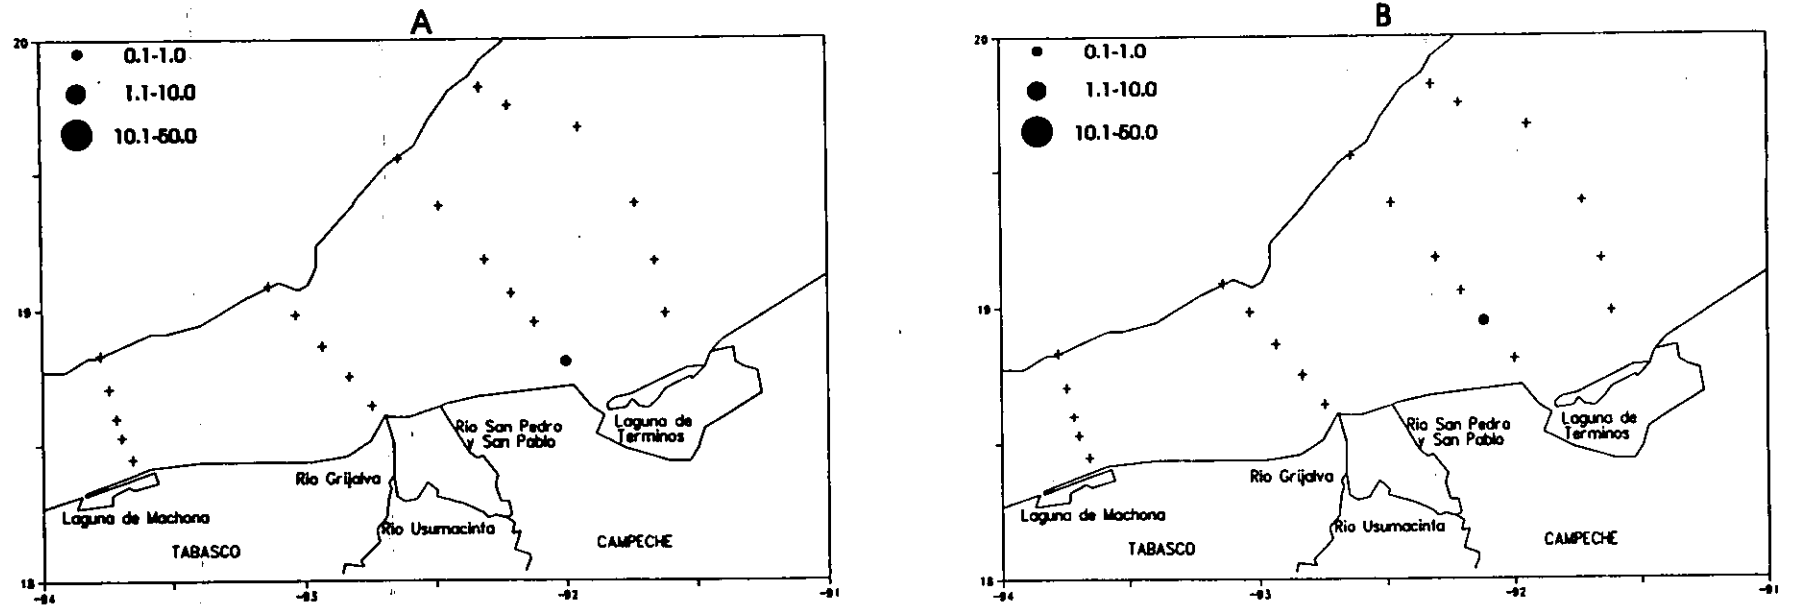 A
20
0.1-1.0
1.1-10.0
10.1-50.0
19
Rio San Pedro
y San Pablo
Laguna de
Terminos
Rio Grijalva
Laguna de Machona
Rio Usumacinta
TABASCO
CAMPECHE
18
-94
-93
-92
-91
B
20
0.1-1.0
1.1-10.0
10.1-50.0
19
Rio San Pedro
y San Pablo
Laguna de
Terminos
Rio Grijalva
Laguna de Machona
Rio Usumacinta
TABASCO
CAMPECHE
18
-94
-93
-92
-91